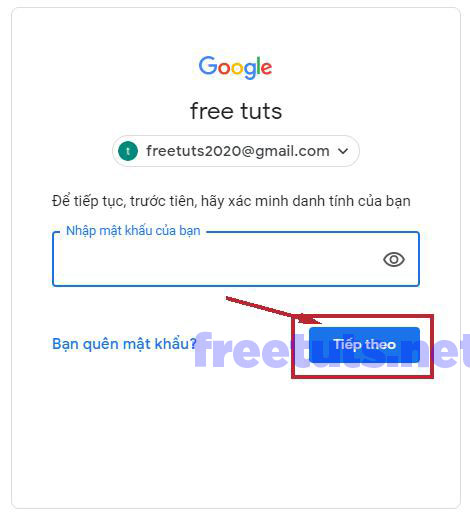 Google
free tuts
t
freetuts2020@gmail.com
Để tiếp tục, trước tiên, hãy xác minh danh tính của bạn
Nhập mật khẩu của bạn
Bạn quên mật khẩu?
Tiếp theo
freetuts.net